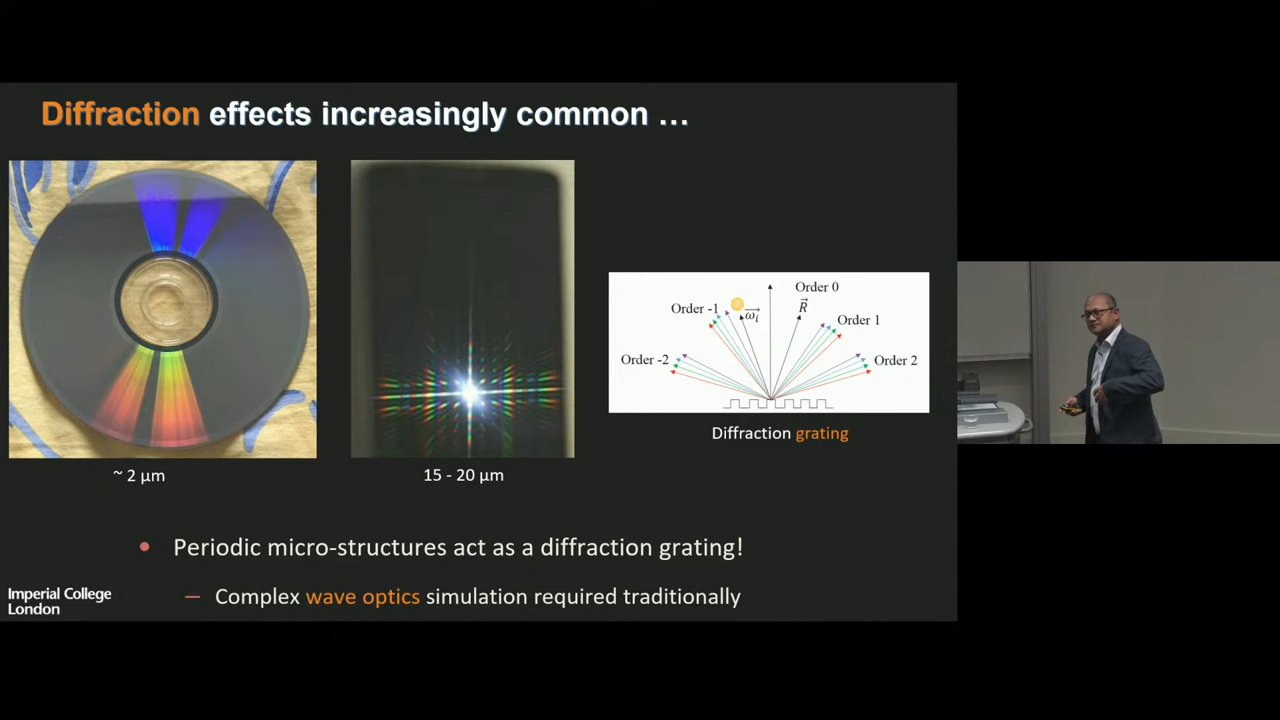 Diffraction effects increasingly common …
Order 0
Order -1
ω⃗ᵢ
R⃗
Order 1
Order -2
Order 2
Diffraction grating
~ 2 μm
15 - 20 μm
• Periodic micro-structures act as a diffraction grating!
– Complex wave optics simulation required traditionally
Imperial College
London